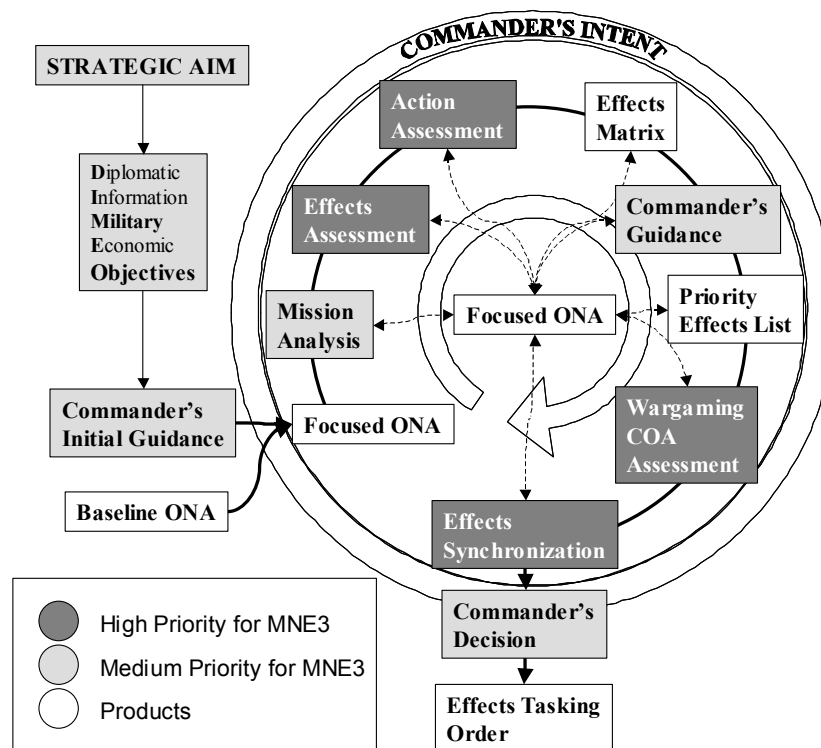 COMMANDER'S INTENT
STRATEGIC AIM
Diplomatic
Information
Military
Economic
Objectives
Commander's
Initial Guidance
Baseline ONA
Action
Assessment
Effects
Matrix
Effects
Assessment
Commander's
Guidance
Mission
Analysis
Focused ONA
Priority
Effects List
Focused ONA
Wargaming
COA
Assessment
Effects
Synchronization
Commander's
Decision
Effects Tasking
Order
High Priority for MNE3
Medium Priority for MNE3
Products